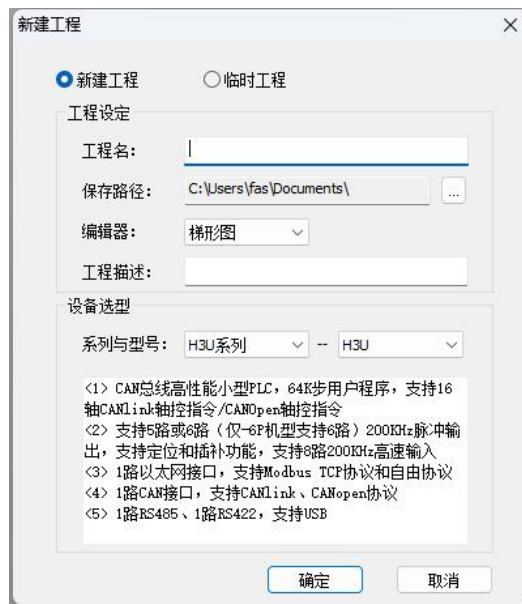 新建工程
新建工程 临时工程
工程设定
工程名：
保存路径： C:\Users\fas\Documents\ ...
编辑器： 梯形图
工程描述：
设备选型
系列与型号： H3U系列 -- H3U
<1> CAN总线高性能小型PLC，64K步用户程序，支持16
轴CANlink轴控指令/CANOpen轴控指令
<2> 支持5路或6路（仅-6P机型支持6路）200KHz脉冲输
出，支持定位和插补功能，支持8路200KHz高速输入
<3> 1路以太网接口，支持Modbus TCP协议和自由协议
<4> 1路CAN接口，支持CANlink、CANopen协议
<5> 1路RS485、1路RS422，支持USB
确定 取消